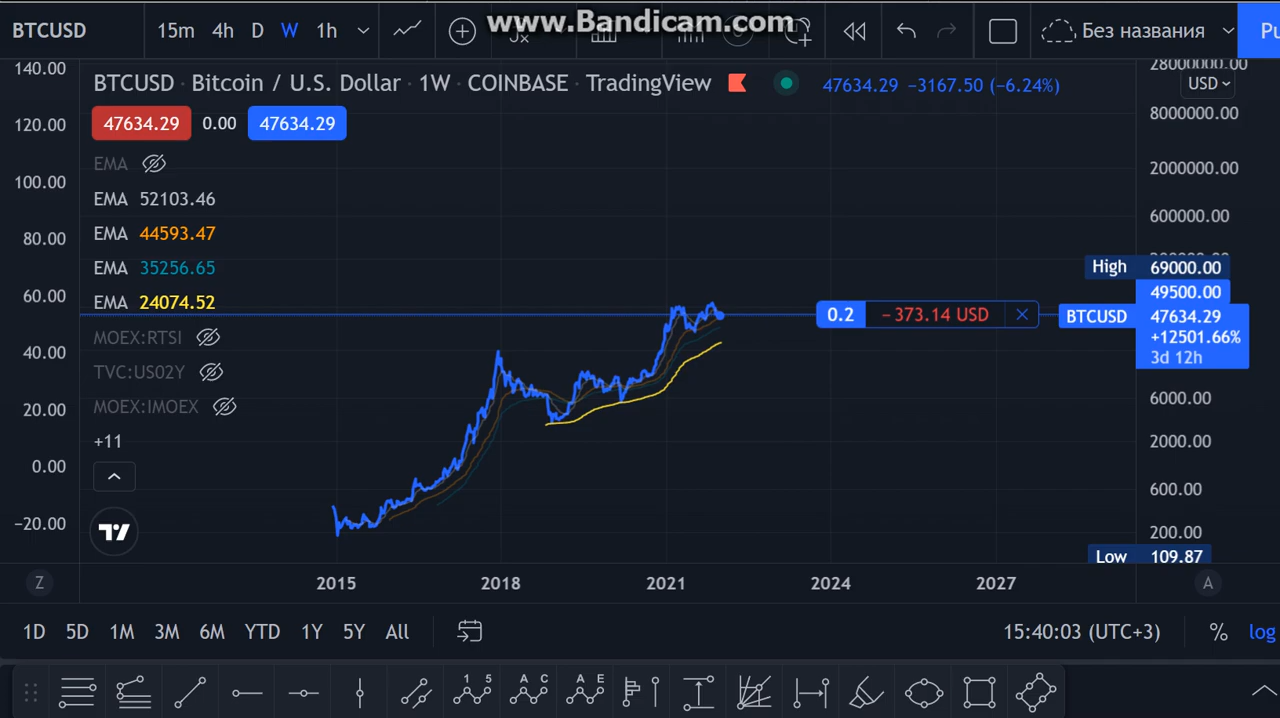 www.Bandicam.com
BTCUSD 15m 4h D W 1h Без названия
BTCUSD · Bitcoin / U.S. Dollar · 1W · COINBASE · TradingView 47634.29 −3167.50 (−6.24%)
47634.29 0.00 47634.29
EMA
EMA 52103.46
EMA 44593.47
EMA 35256.65
EMA 24074.52
MOEX:RTSI
TVC:US02Y
MOEX:IMOEX
+11
140.00
120.00
100.00
80.00
60.00
40.00
20.00
0.00
−20.00
Z
0.2 −373.14 USD
28000000.00
USD
8000000.00
2000000.00
600000.00
High 69000.00
49500.00
BTCUSD 47634.29
+12501.66%
3d 12h
6000.00
2000.00
600.00
200.00
Low 109.87
A
2015 2018 2021 2024 2027
1D 5D 1M 3M 6M YTD 1Y 5Y All 15:40:03 (UTC+3) % log
1 5 A C A E